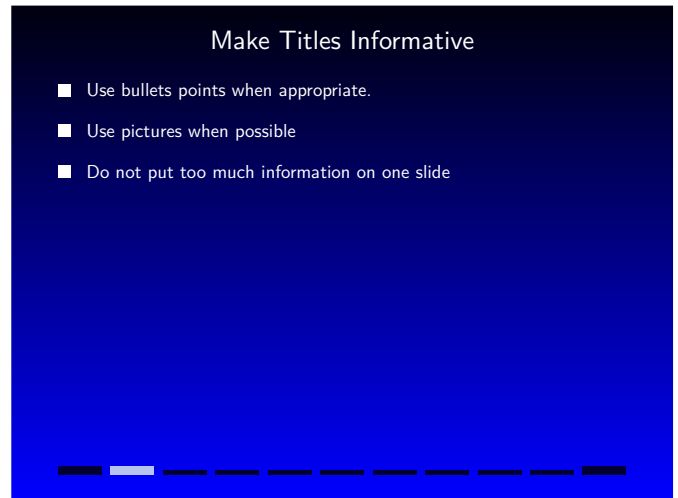 Make Titles Informative
Use bullets points when appropriate.
Use pictures when possible
Do not put too much information on one slide